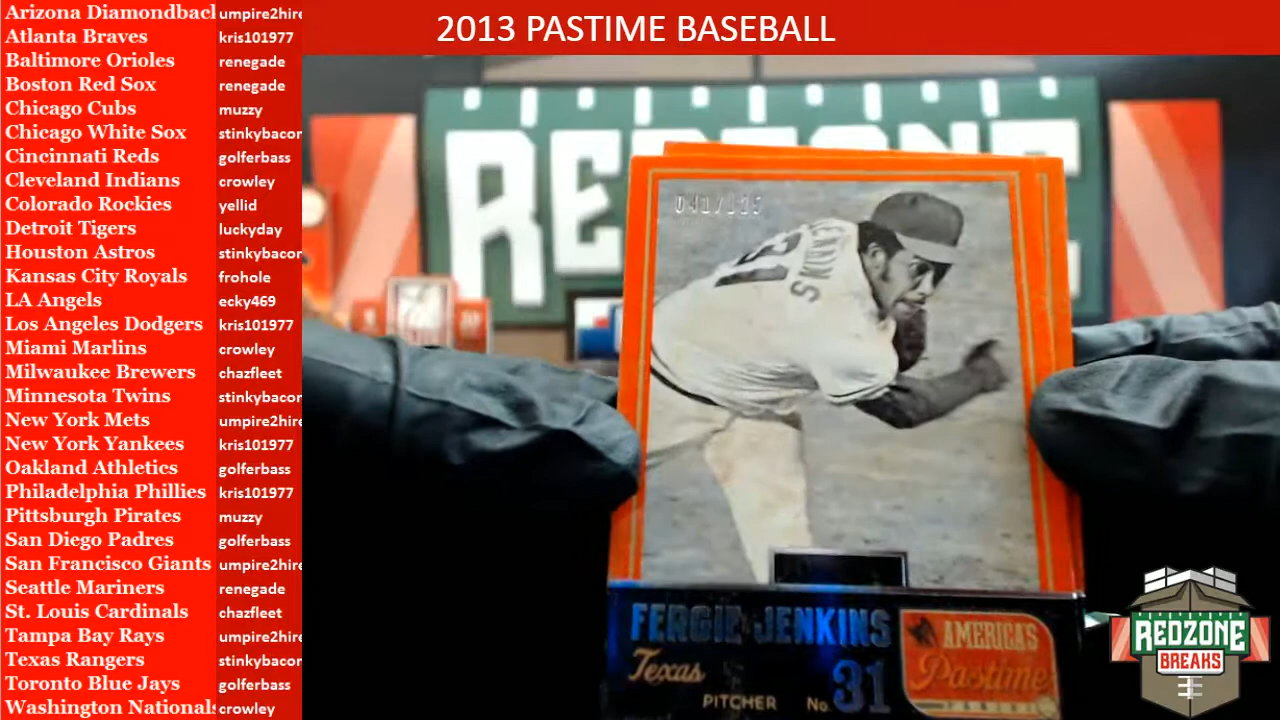 2013 PASTIME BASEBALL
Arizona Diamondbacl umpire2hire
Atlanta Braves kris101977
Baltimore Orioles renegade
Boston Red Sox renegade
Chicago Cubs muzzy
Chicago White Sox stinkybacon
Cincinnati Reds golferbass
Cleveland Indians crowley
Colorado Rockies yellid
Detroit Tigers luckyday
Houston Astros stinkybacon
Kansas City Royals frohole
LA Angels ecky469
Los Angeles Dodgers kris101977
Miami Marlins crowley
Milwaukee Brewers chazfleet
Minnesota Twins stinkybacon
New York Mets umpire2hire
New York Yankees kris101977
Oakland Athletics golferbass
Philadelphia Phillies kris101977
Pittsburgh Pirates muzzy
San Diego Padres golferbass
San Francisco Giants umpire2hire
Seattle Mariners renegade
St. Louis Cardinals chazfleet
Tampa Bay Rays umpire2hire
Texas Rangers stinkybacon
Toronto Blue Jays golferbass
Washington Nationals crowley
RE
E
041/125
JENKINS
31
FERGIE JENKINS
Texas
PITCHER No. 31
AMERICA'S
Pastime
PANINI
REDZONE
BREAKS